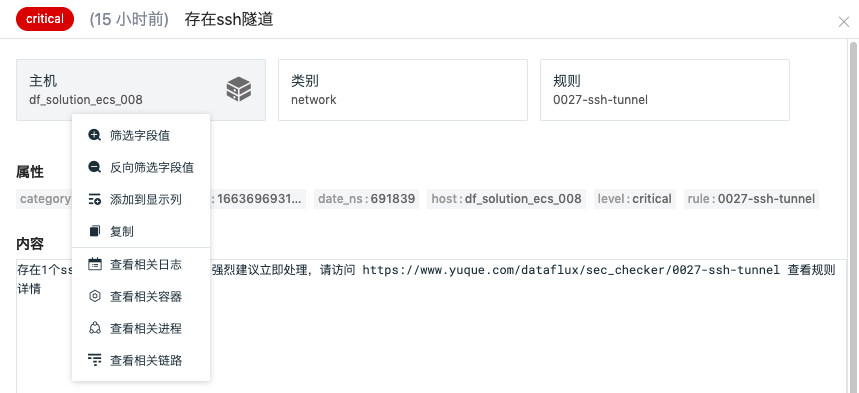 critical (15 小时前) 存在ssh隧道
主机
df_solution_ecs_008
类别
network
规则
0027-ssh-tunnel
筛选字段值
反向筛选字段值
添加到显示列
复制
查看相关日志
查看相关容器
查看相关进程
查看相关链路
属性
category : 1663696931... date_ns : 691839 host : df_solution_ecs_008 level : critical rule : 0027-ssh-tunnel
内容
存在1个ss 强烈建议立即处理，请访问 https://www.yuque.com/dataflux/sec_checker/0027-ssh-tunnel 查看规则
详情